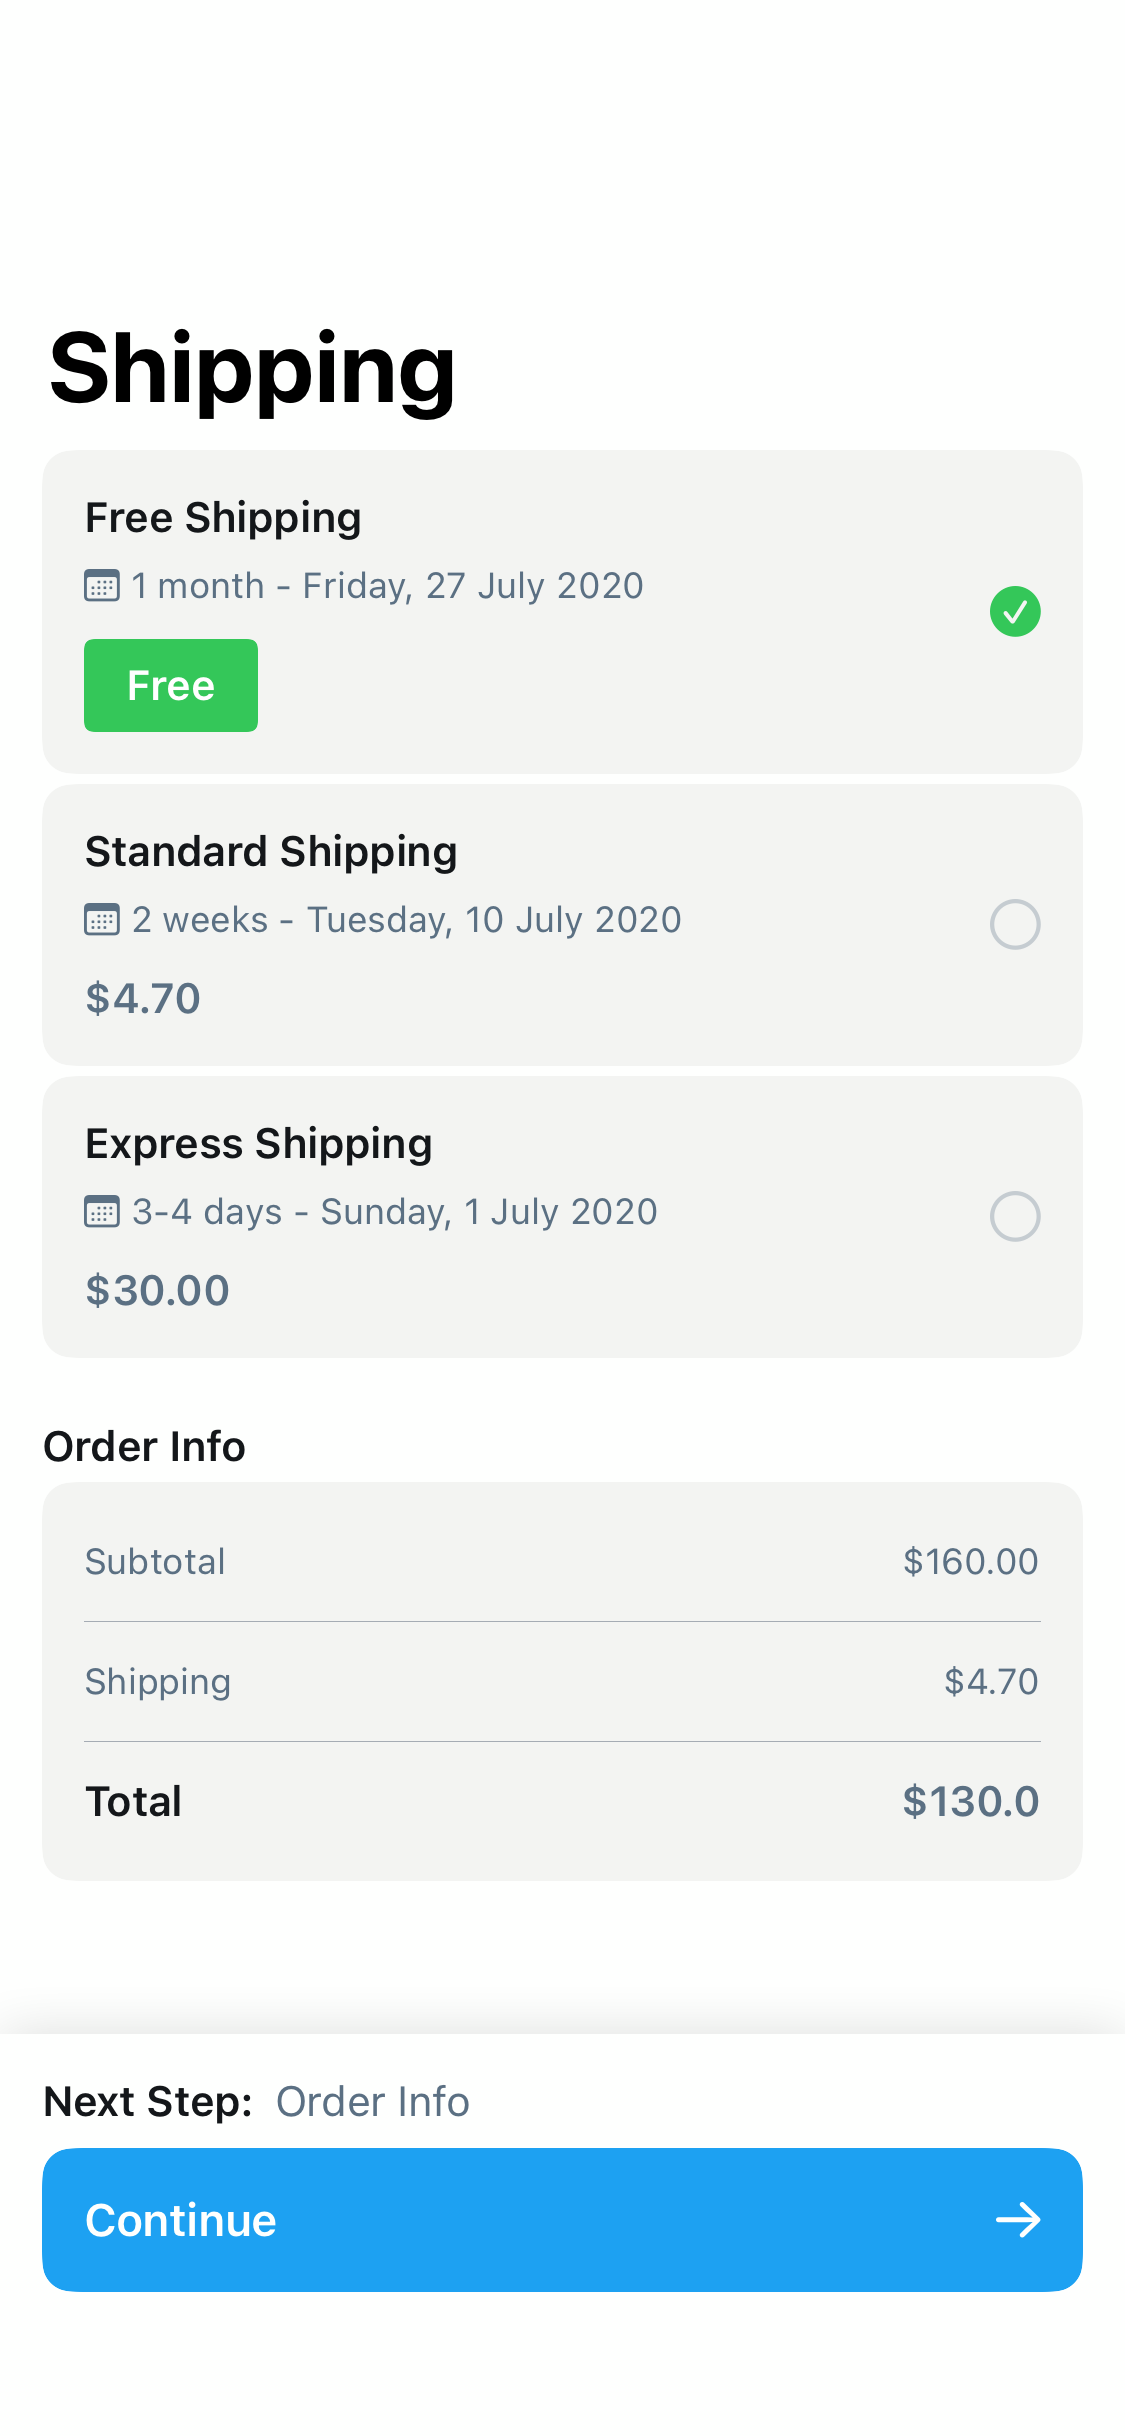 Shipping
Free Shipping
1 month - Friday, 27 July 2020
Free
Standard Shipping
2 weeks - Tuesday, 10 July 2020
$4.70
Express Shipping
3-4 days - Sunday, 1 July 2020
$30.00
Order Info
Subtotal $160.00
Shipping $4.70
Total $130.0
Next Step: Order Info
Continue